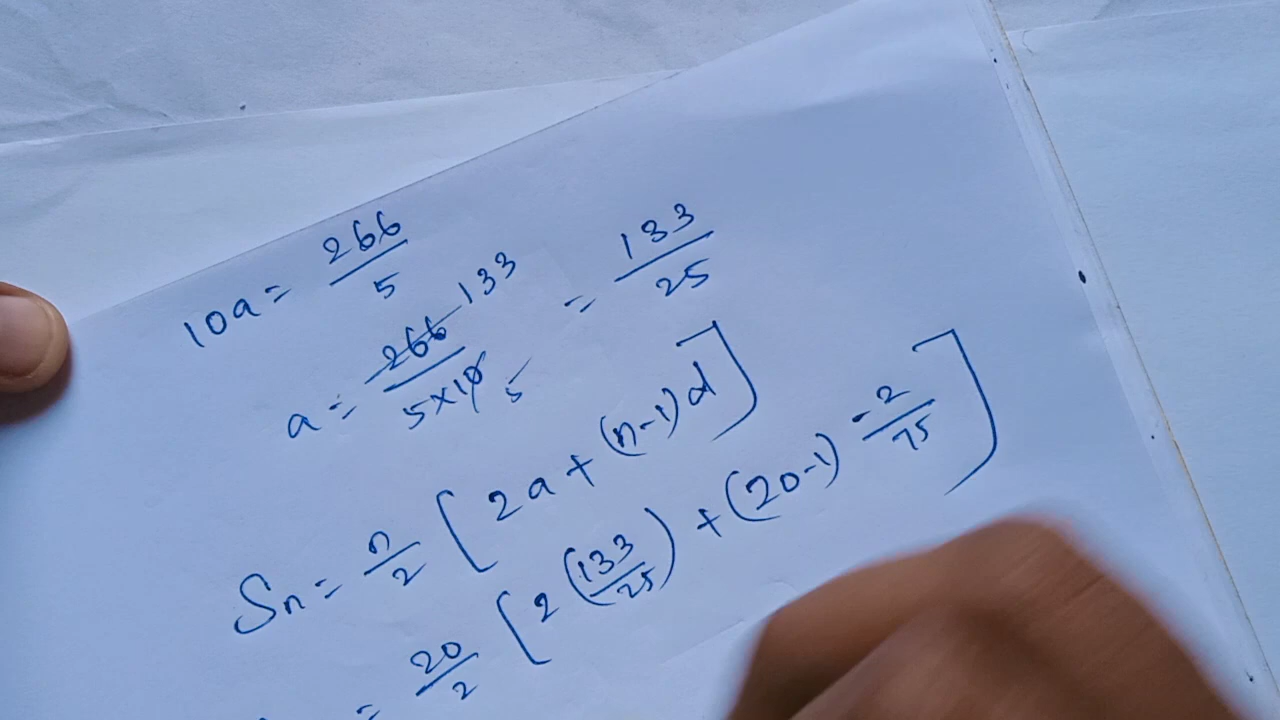 10a = 266/5
a = 266/5×10 133 5 = 133/25
Sn = n/2 [2a + (n-1)d]
= 20/2 [2(133/25) + (20-1) -2/75]